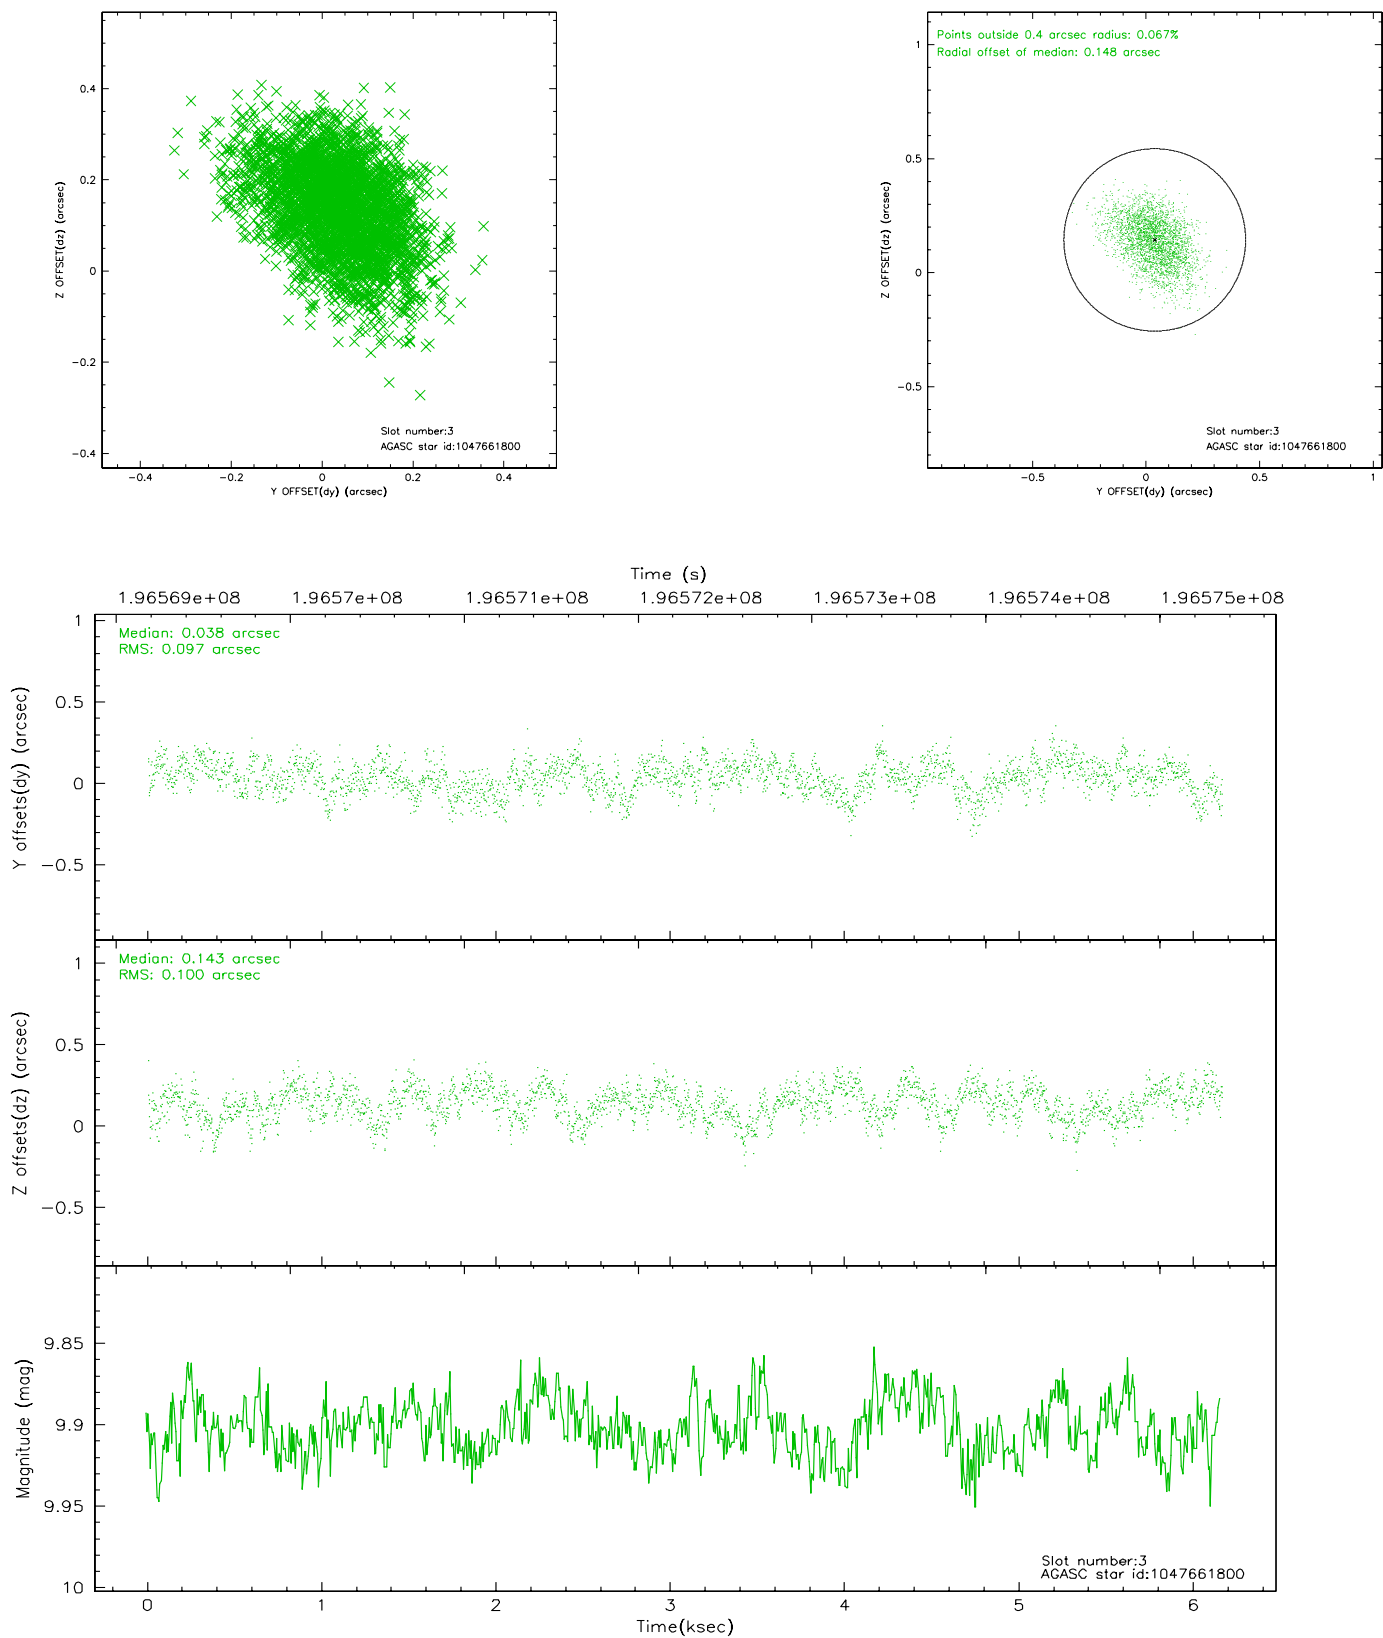 0.4
0.2
0
−0.2
−0.4
Z OFFSET(dz) (arcsec)
Slot number:3
AGASC star id:1047661800
−0.4 −0.2 0 0.2 0.4
Y OFFSET(dy) (arcsec)
Points outside 0.4 arcsec radius: 0.067%
Radial offset of median: 0.148 arcsec
1
0.5
0
−0.5
Z OFFSET(dz) (arcsec)
Slot number:3
AGASC star id:1047661800
−0.5 0 0.5 1
Y OFFSET(dy) (arcsec)
Time (s)
1.96569e+08 1.9657e+08 1.96571e+08 1.96572e+08 1.96573e+08 1.96574e+08 1.96575e+08
Median: 0.038 arcsec
RMS: 0.097 arcsec
1
0.5
0
−0.5
Y offsets(dy) (arcsec)
Median: 0.143 arcsec
RMS: 0.100 arcsec
1
0.5
0
−0.5
Z offsets(dz) (arcsec)
9.85
9.9
9.95
10
Magnitude (mag)
Slot number:3
AGASC star id:1047661800
0 1 2 3 4 5 6
Time(ksec)